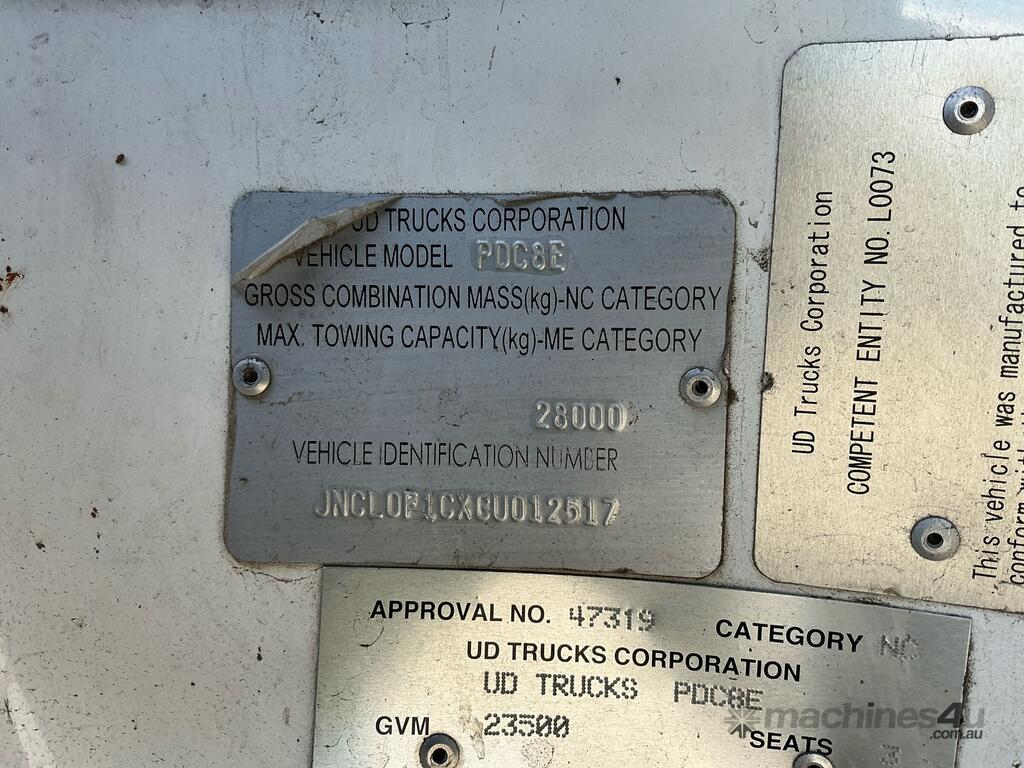 UD TRUCKS CORPORATION
VEHICLE MODEL PDC8E
GROSS COMBINATION MASS(kg)-NC CATEGORY
MAX. TOWING CAPACITY(kg)-ME CATEGORY
28000
VEHICLE IDENTIFICATION NUMBER
UD Trucks Corporation
COMPETENT ENTITY NO. L0073
This vehicle was manufactured to
APPROVAL NO. 47319 CATEGORY NC
UD TRUCKS CORPORATION
UD TRUCKS PDC8E
GVM 23500
SEATS 3
machines4u
.com.au